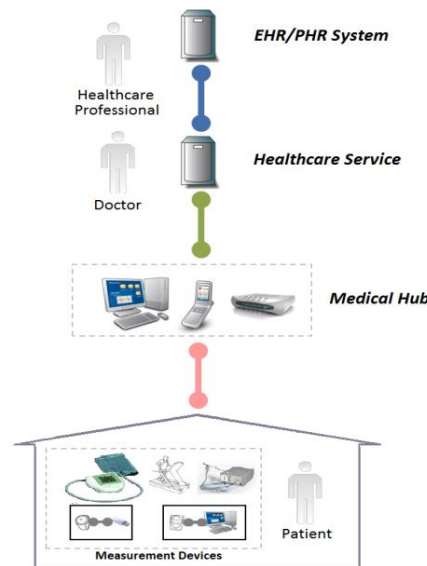 EHR/PHR System
Healthcare
Professional
Healthcare Service
Doctor
Medical Hub
Patient
Measurement Devices